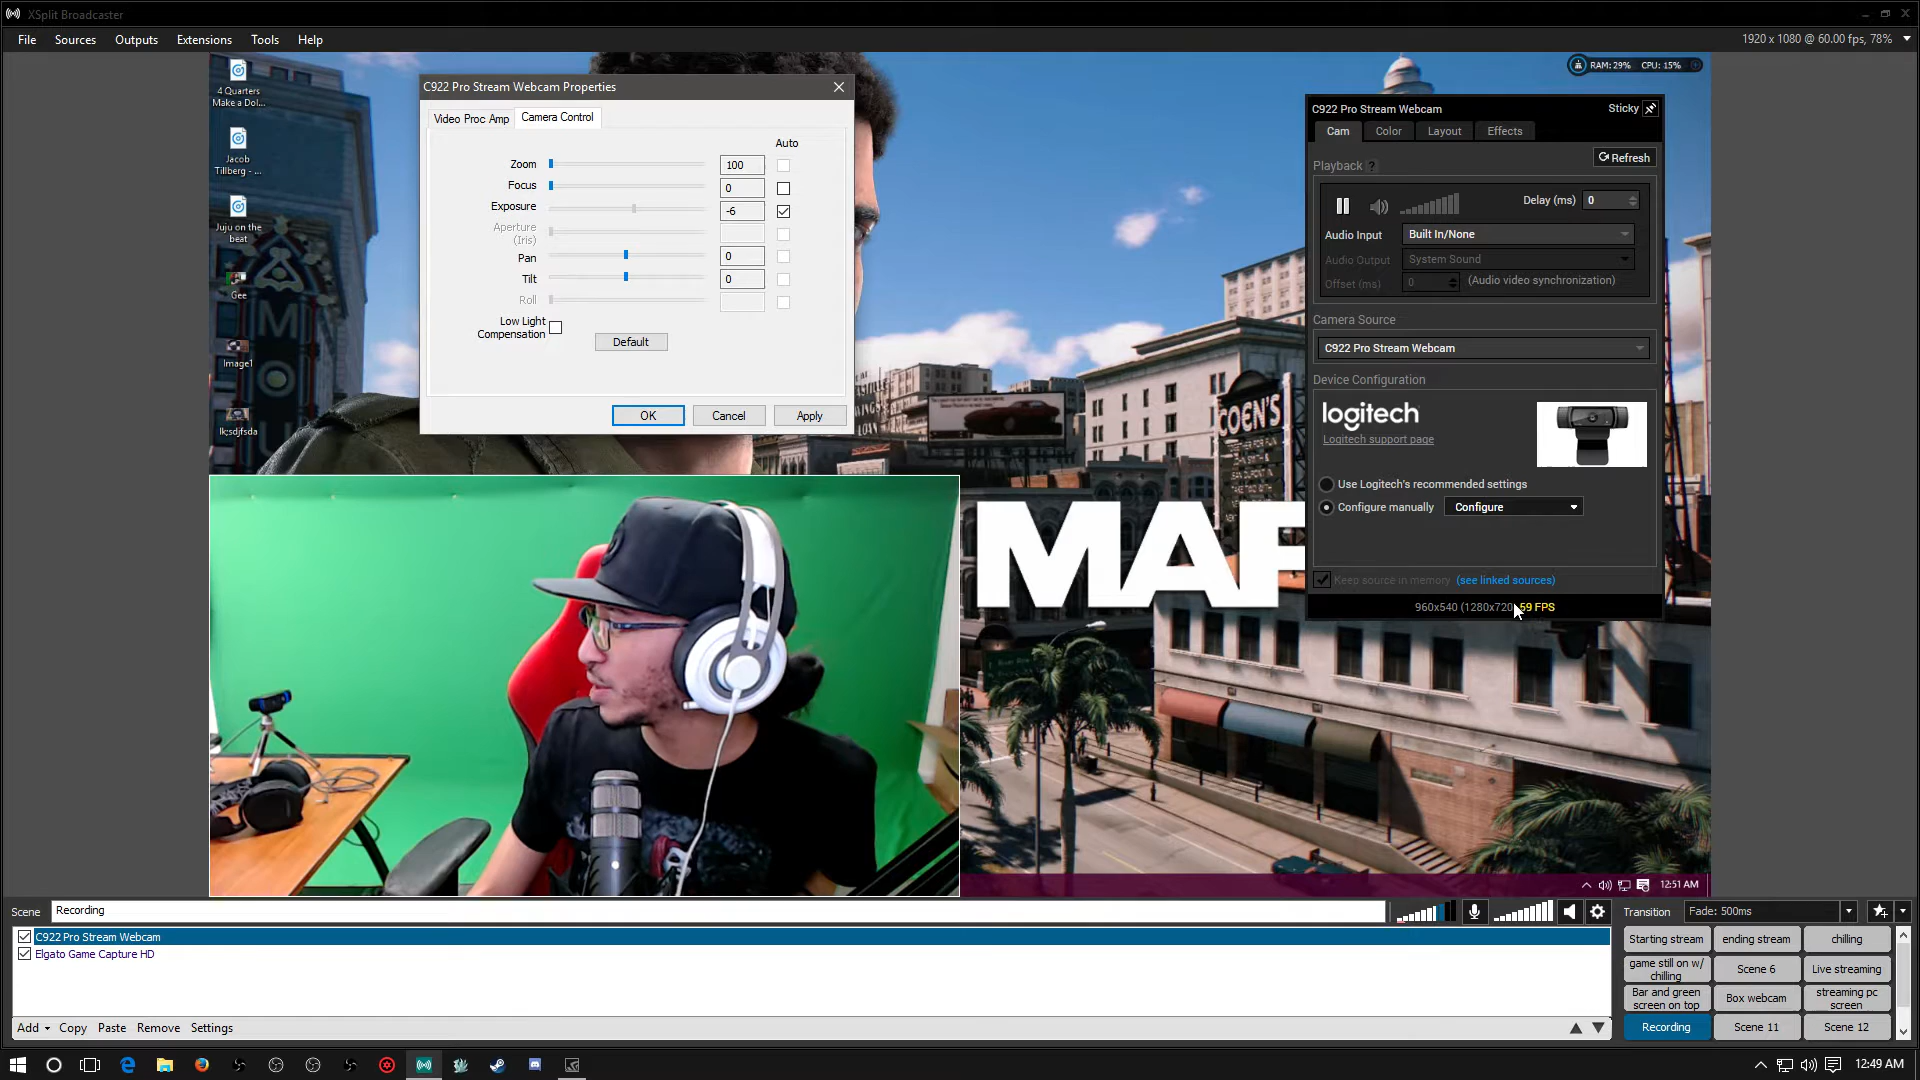 XSplit Broadcaster
File Sources Outputs Extensions Tools Help
1920 x 1080 @ 60.00 fps, 78%
4 Quarters
Make a Dol...
Jacob
Tillberg - ...
Juju on the
beat
Gee
Image1
lk;sdjfsda
RAM: 29% CPU: 15%
C922 Pro Stream Webcam Properties
Video Proc Amp Camera Control
Auto
Zoom 100
Focus 0
Exposure -6
Aperture
(Iris)
Pan 0
Tilt 0
Roll
Low Light
Compensation
Default
OK Cancel Apply
C922 Pro Stream Webcam Sticky
Cam Color Layout Effects
Refresh
Playback ?
Delay (ms) 0
Audio Input Built In/None
Audio Output System Sound
Offset (ms) 0 (Audio video synchronization)
Camera Source
C922 Pro Stream Webcam
Device Configuration
logitech
Logitech support page
Use Logitech's recommended settings
Configure manually Configure
Keep source in memory (see linked sources)
960x540 (1280x720 59 FPS
COEN'S
MAF
12:51 AM
Scene Recording
Transition Fade: 500ms
C922 Pro Stream Webcam
Elgato Game Capture HD
Starting stream ending stream chilling
game still on w/
chilling
Scene 6 Live streaming
Bar and green
screen on top
Box webcam
streaming pc
screen
Recording Scene 11 Scene 12
Add Copy Paste Remove Settings
12:49 AM